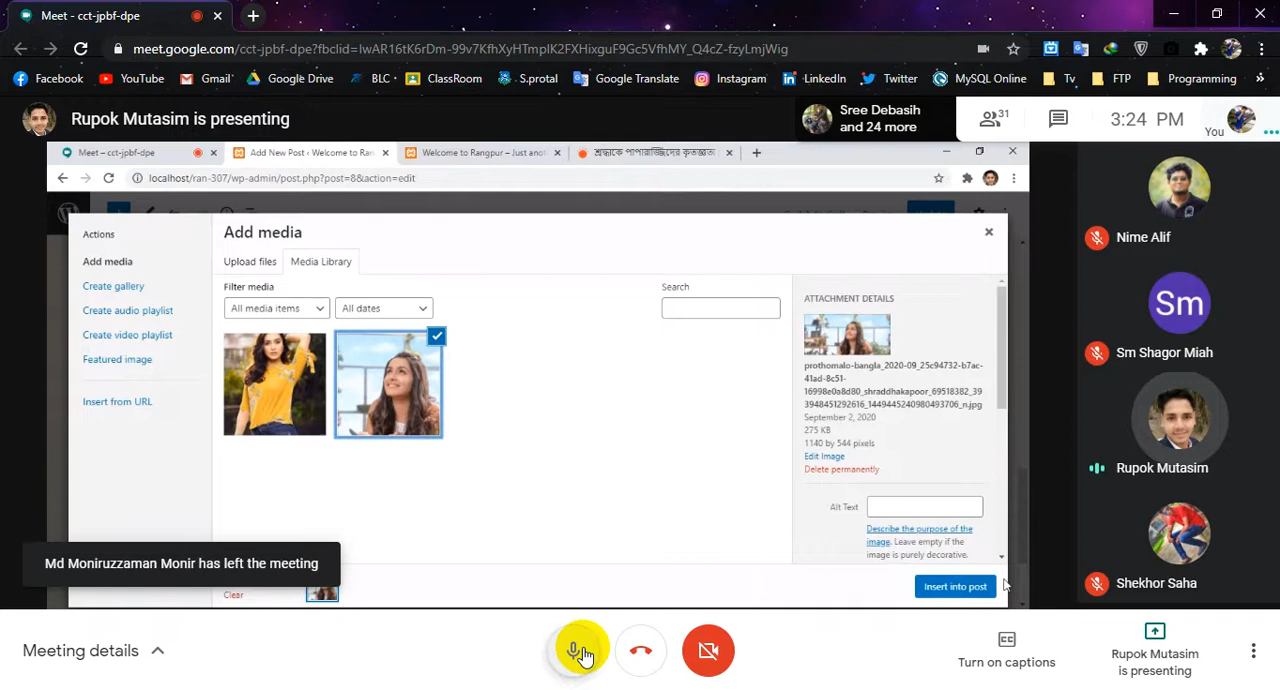 Meet - cct-jpbf-dpe
meet.google.com/cct-jpbf-dpe?fbclid=IwAR16tK6rDm-99v7KfhXyHTmpIK2FXHixguF9Gc5VfhMY_Q4cZ-fzyLmjWig
Facebook YouTube Gmail Google Drive BLC ClassRoom S.protal Google Translate Instagram LinkedIn Twitter MySQL Online Tv FTP Programming »
Rupok Mutasim is presenting
Sree Debasih
and 24 more
31
3:24 PM
You
Meet – cct-jpbf-dpe
Add New Post ‹ Welcome to Ran
Welcome to Rangpur – Just anot
শ্রদ্ধাকে পাপারাজ্জিদের কৃতজ্ঞতা
localhost/ran-307/wp-admin/post.php?post=8&action=edit
Actions
Add media
Create gallery
Create audio playlist
Create video playlist
Featured image
Insert from URL
Add media
Upload files Media Library
Filter media
All media items All dates
Search
ATTACHMENT DETAILS
prothomalo-bangla_2020-09_25c94732-b7ac-
41ad-8c51-
16998e0a8d80_shraddhakapoor_69518382_39
3948451292616_1449445240980493706_n.jpg
September 2, 2020
275 KB
1140 by 544 pixels
Edit Image
Delete permanently
Alt Text
Describe the purpose of the
image. Leave empty if the
image is purely decorative.
Clear
Insert into post
Md Moniruzzaman Monir has left the meeting
Nime Alif
Sm
Sm Shagor Miah
Rupok Mutasim
Shekhor Saha
Meeting details
Turn on captions
Rupok Mutasim
is presenting